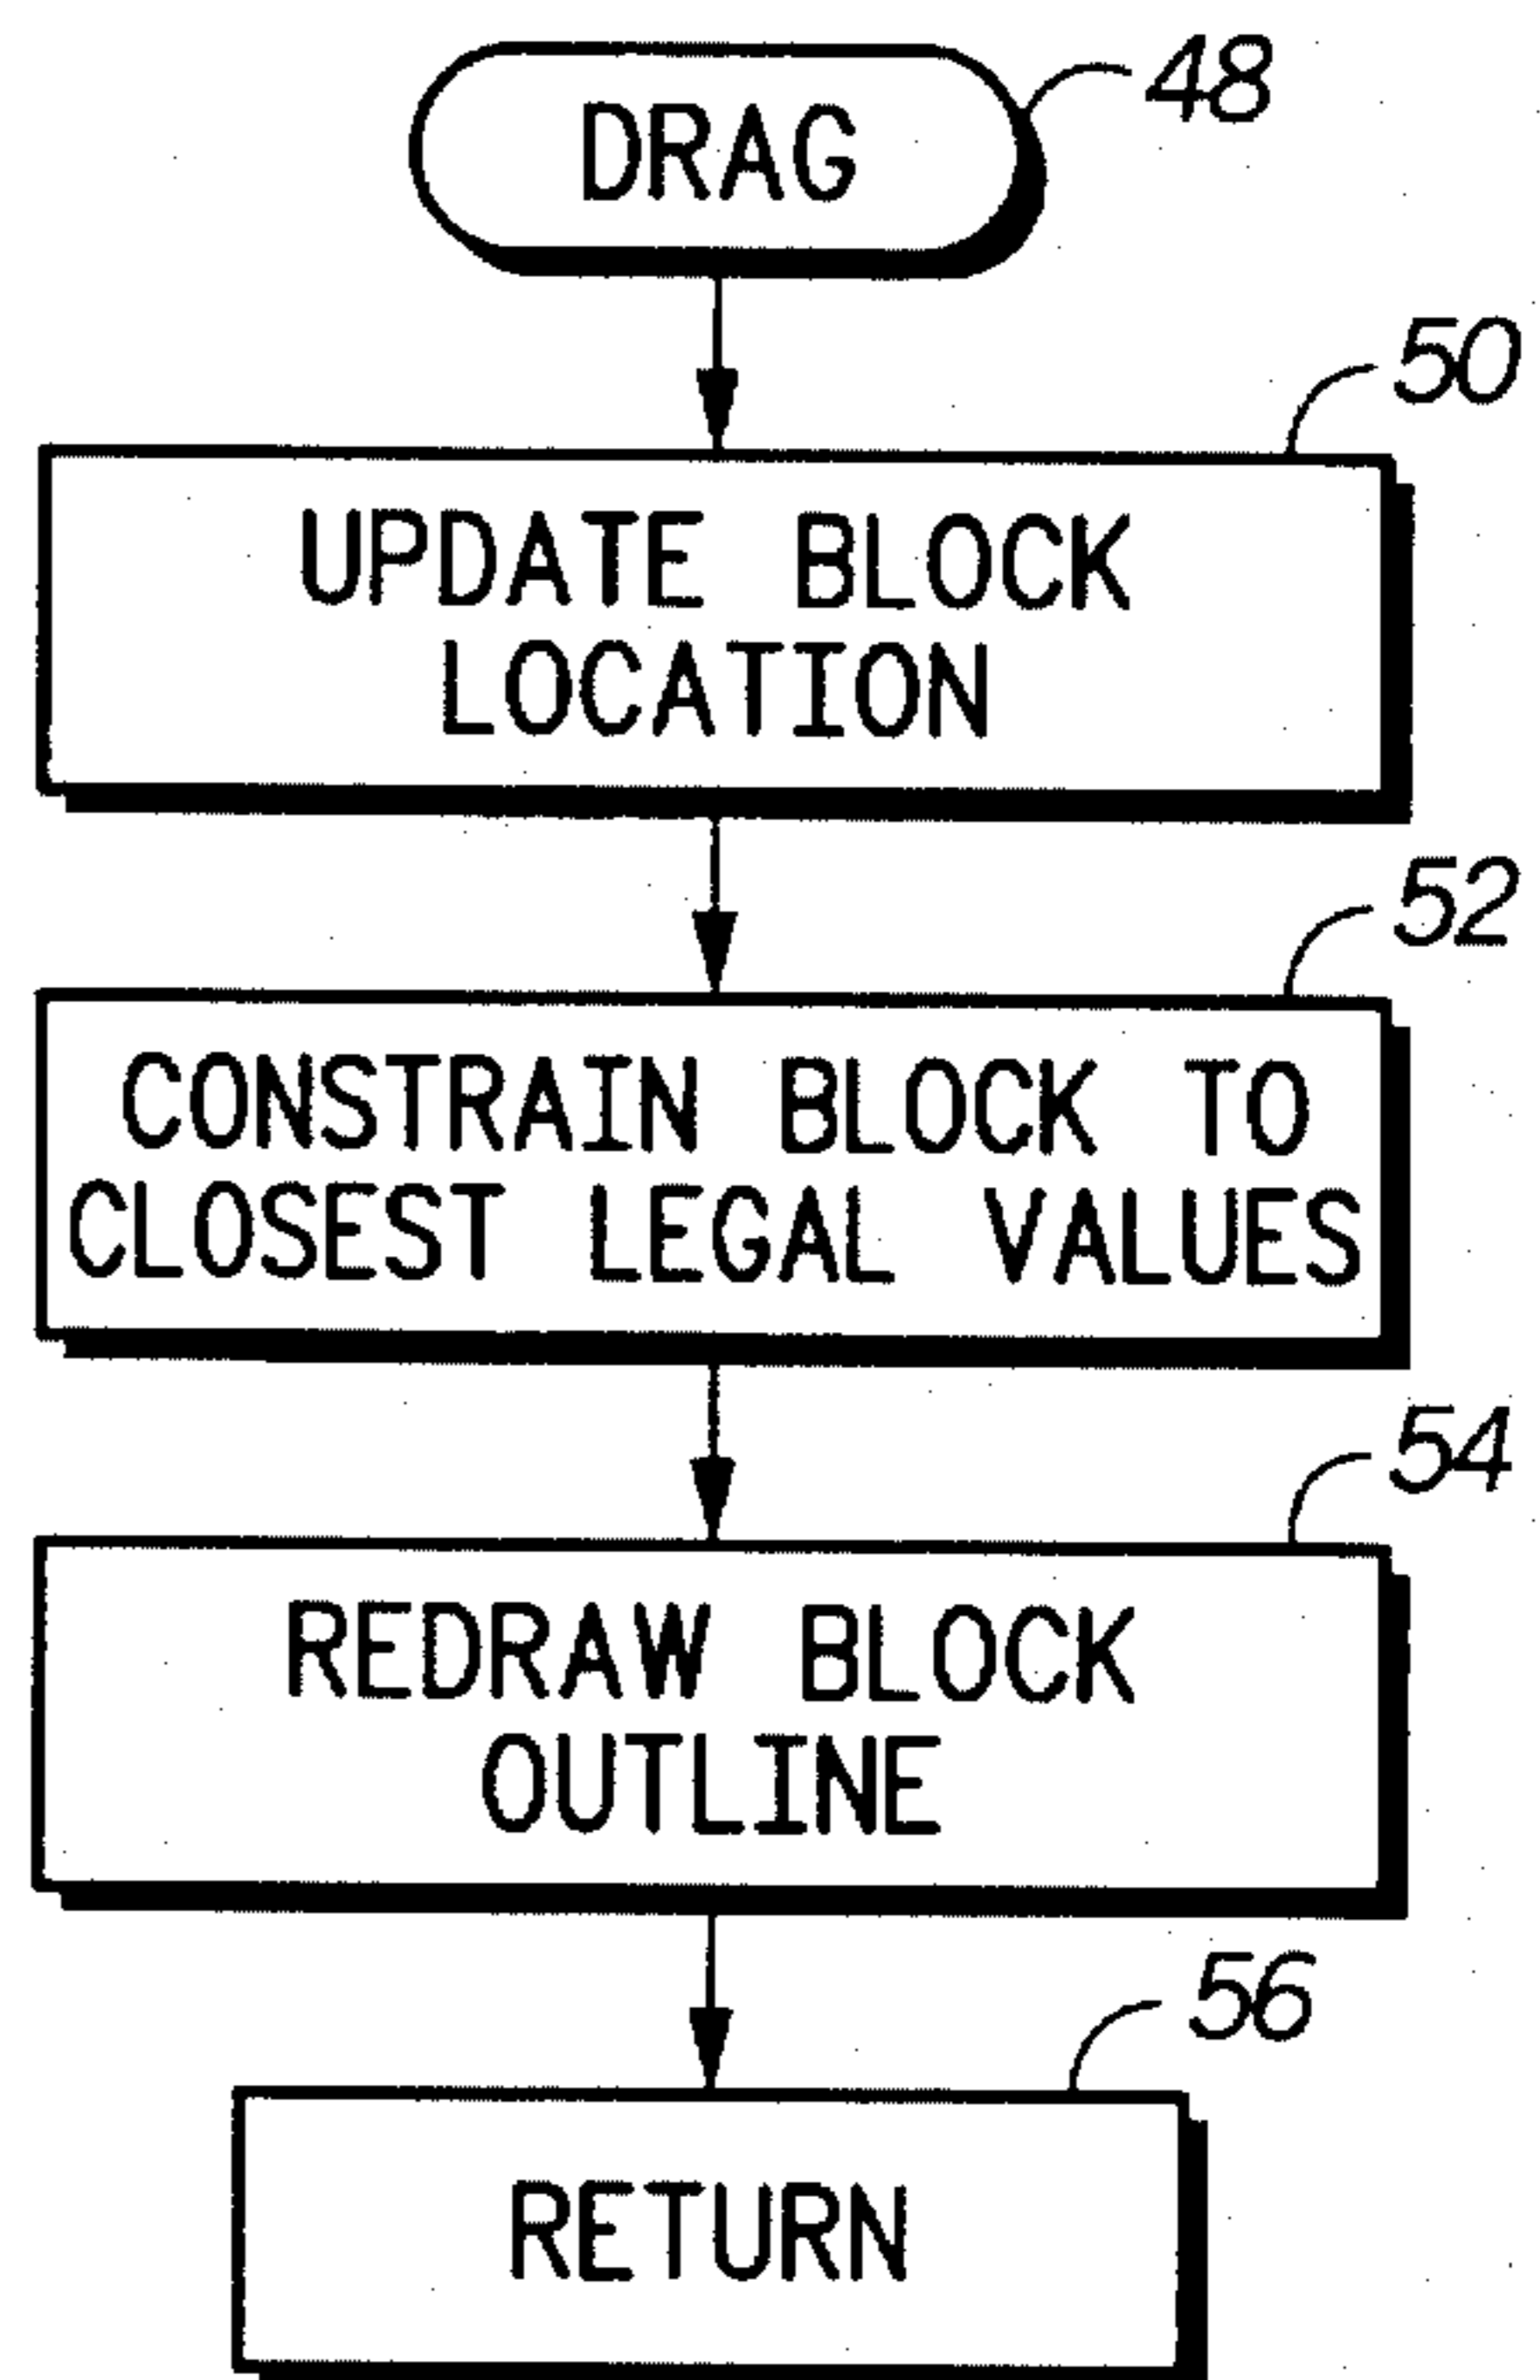 DRAG
48
50
UPDATE BLOCK
LOCATION
52
CONSTRAIN BLOCK TO
CLOSEST LEGAL VALUES
54
REDRAW BLOCK
OUTLINE
56
RETURN